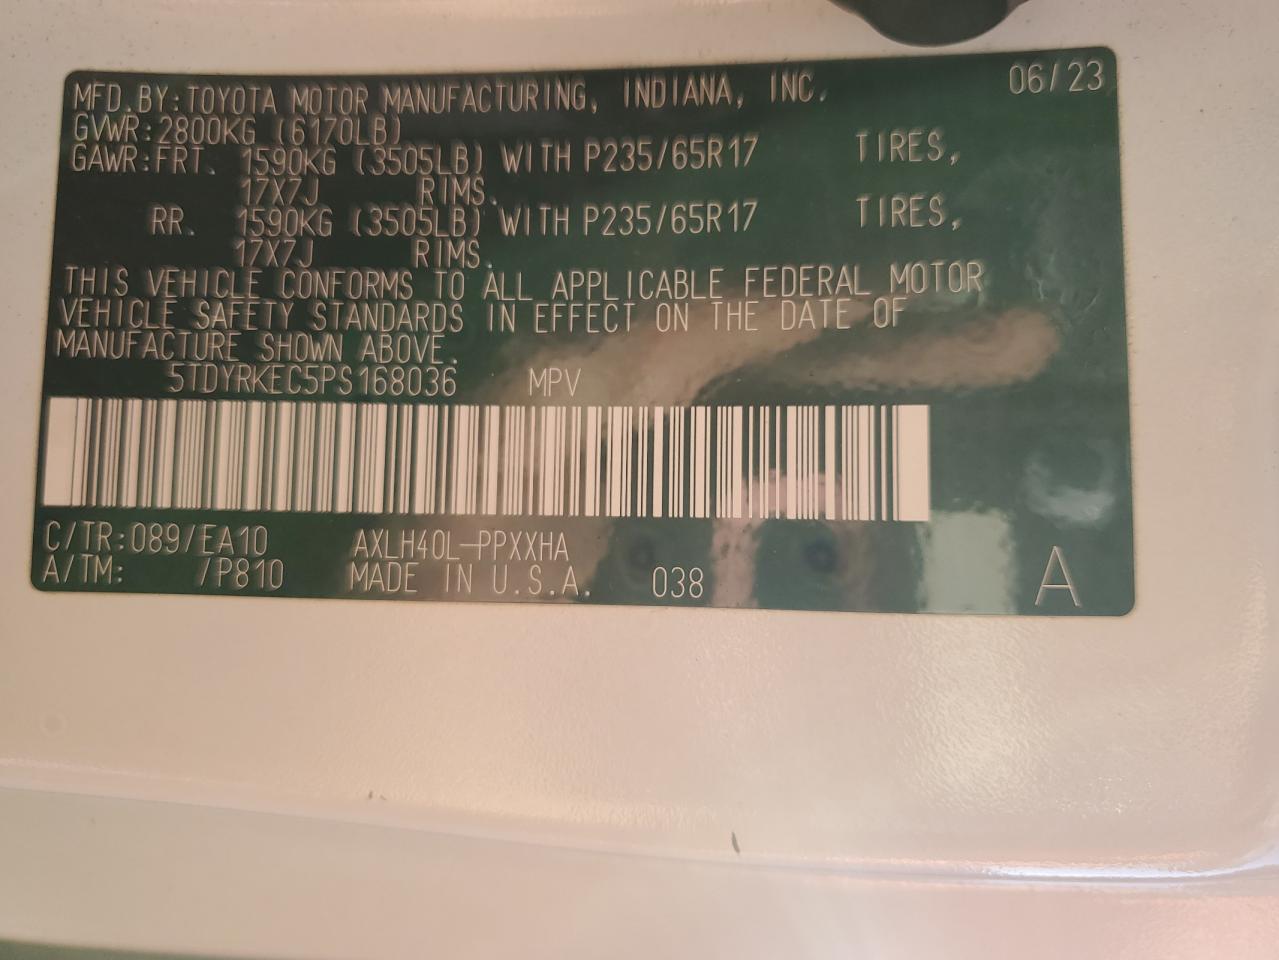 MFD.BY:TOYOTA MOTOR MANUFACTURING, INDIANA, INC. 06/23
GVWR:2800KG (6170LB)
GAWR:FRT. 1590KG (3505LB) WITH P235/65R17 TIRES,
17X7J RIMS.
RR. 1590KG (3505LB) WITH P235/65R17 TIRES,
17X7J RIMS.
THIS VEHICLE CONFORMS TO ALL APPLICABLE FEDERAL MOTOR
VEHICLE SAFETY STANDARDS IN EFFECT ON THE DATE OF
MANUFACTURE SHOWN ABOVE.
5TDYRKEC5PS168036 MPV
C/TR:089/EA10 AXLH40L-PPXXHA
A/TM: /P810 MADE IN U.S.A. 038 A